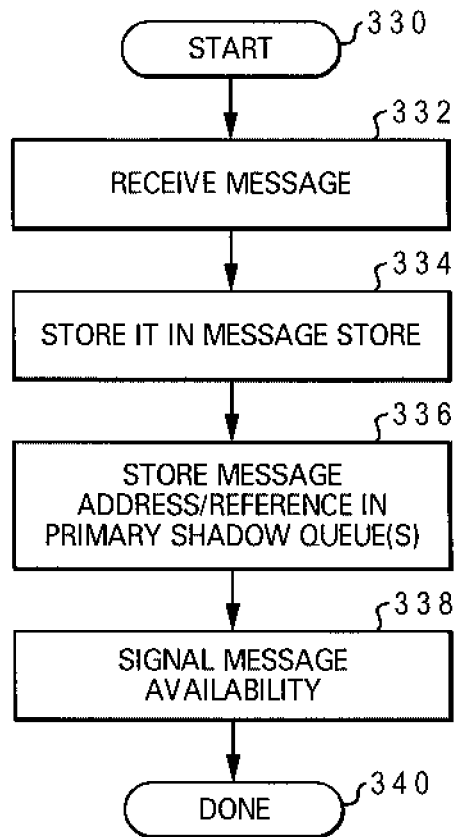 330
START
332
RECEIVE MESSAGE
334
STORE IT IN MESSAGE STORE
336
STORE MESSAGE
ADDRESS/REFERENCE IN
PRIMARY SHADOW QUEUE(S)
338
SIGNAL MESSAGE
AVAILABILITY
340
DONE